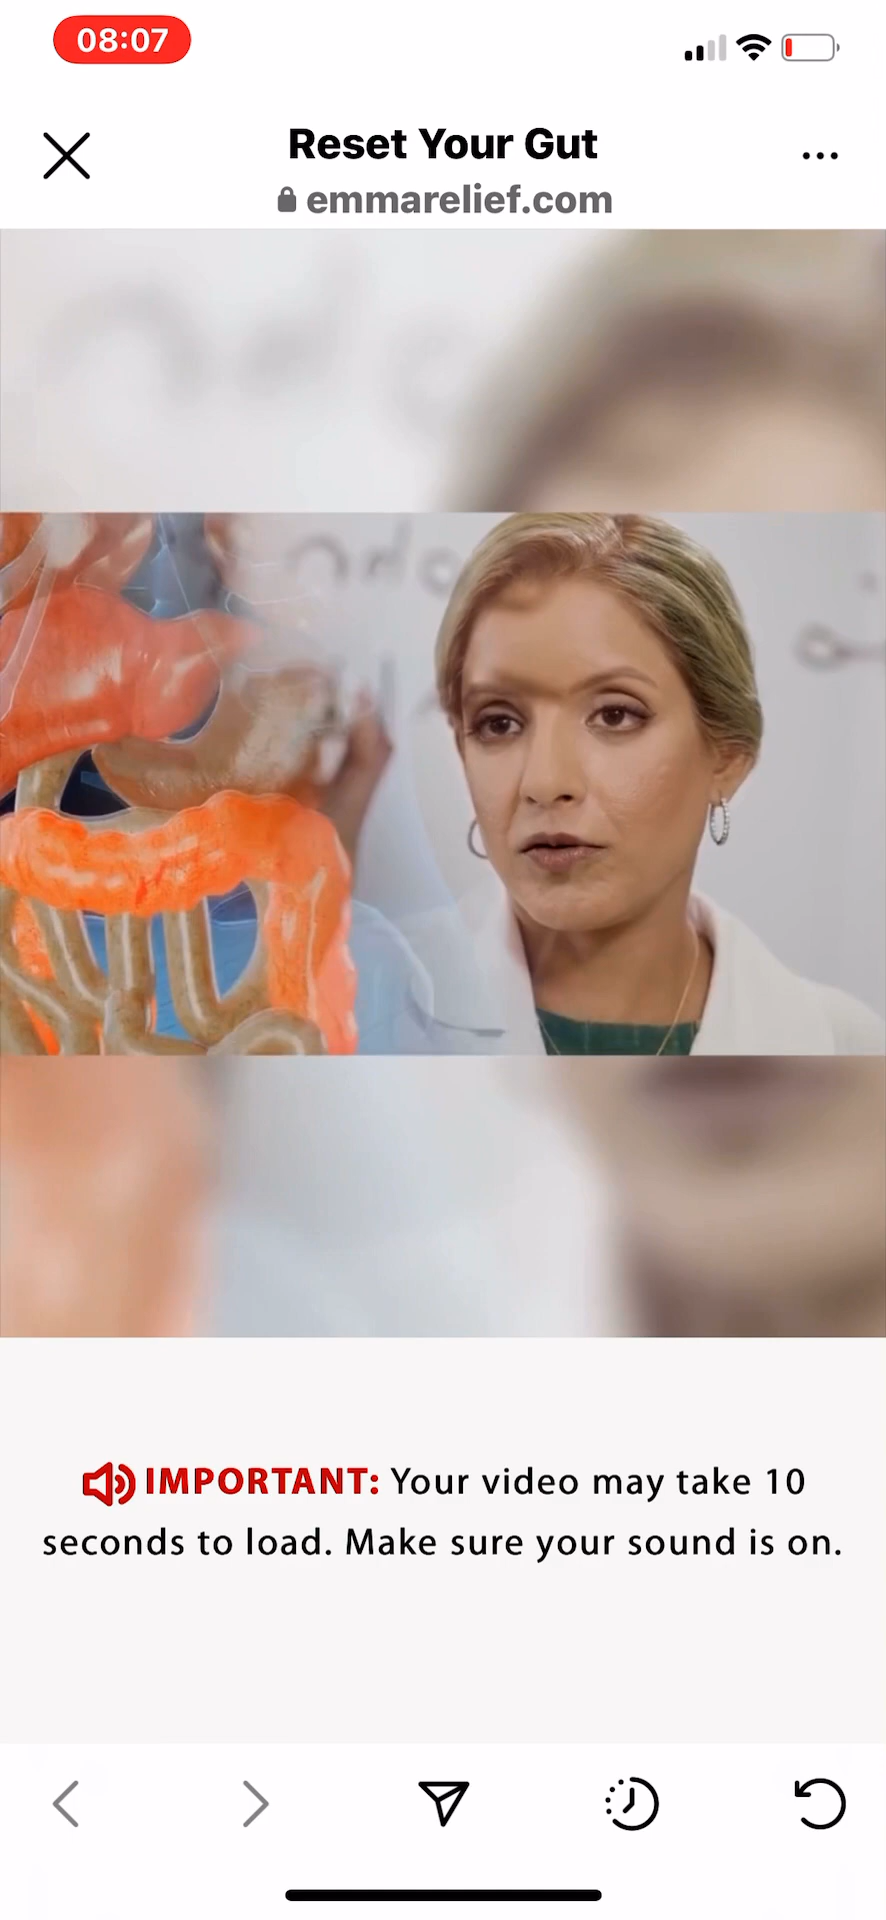 08:07
Reset Your Gut
emmarelief.com
IMPORTANT: Your video may take 10
seconds to load. Make sure your sound is on.